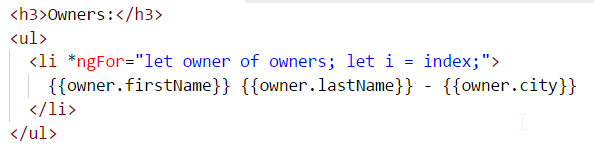 <h3>Owners:</h3>
<ul>
<li *ngFor="let owner of owners; let i = index;">
{{owner.firstName}} {{owner.lastName}} - {{owner.city}}
</li>
</ul>